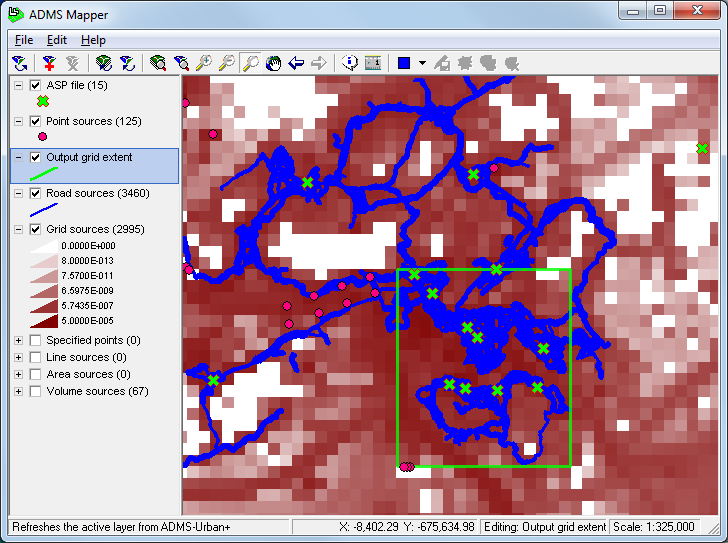 ADMS Mapper
File Edit Help
ASP file (15)
Point sources (125)
Output grid extent
Road sources (3460)
Grid sources (2995)
0.0000E+000
8.0000E-013
7.5700E-011
6.5975E-009
5.7435E-007
5.0000E-005
Specified points (0)
Line sources (0)
Area sources (0)
Volume sources (67)
Refreshes the active layer from ADMS-Urban+ X: -8,402.29 Y: -675,634.98 Editing: Output grid extent Scale: 1:325,000